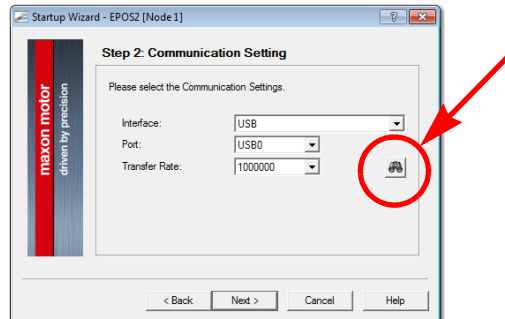 Startup Wizard - EPOS2 [Node 1]
Step 2: Communication Setting
maxon motor
driven by precision
Please select the Communication Settings.
Interface: USB
Port: USB0
Transfer Rate: 1000000
< Back Next > Cancel Help